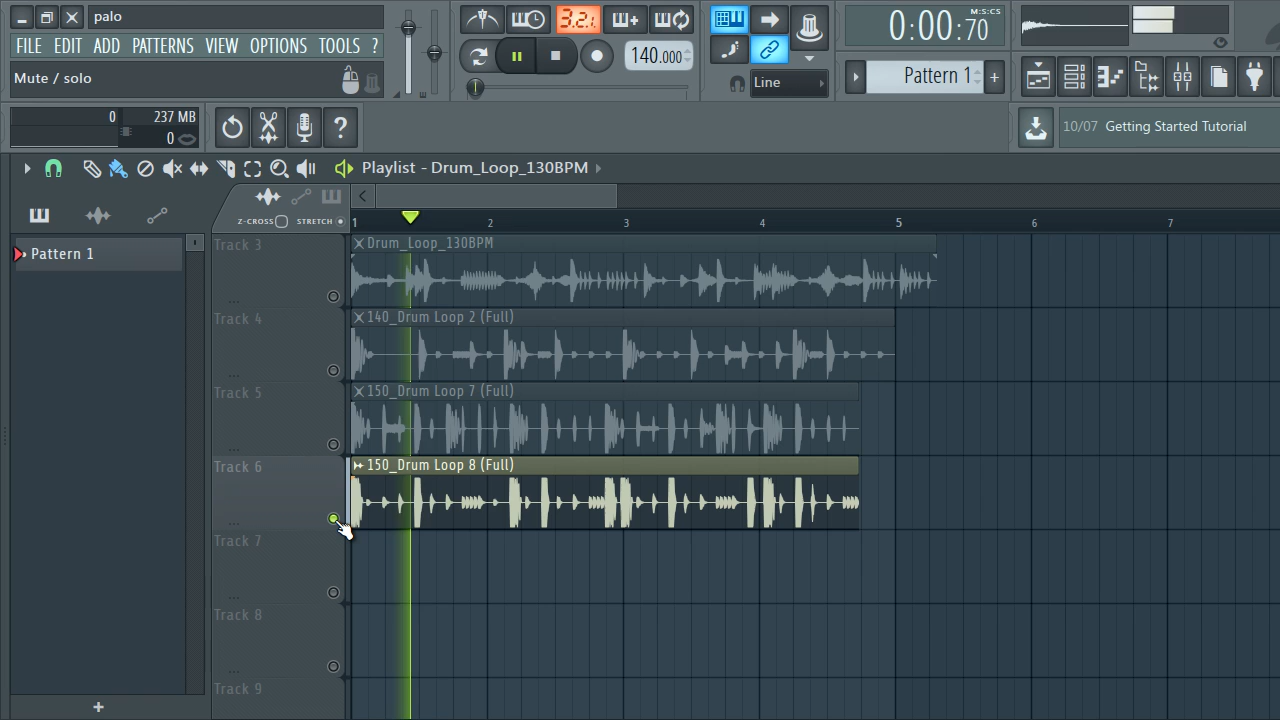 palo
FILE EDIT ADD PATTERNS VIEW OPTIONS TOOLS ?
Mute / solo
3.2.
140.000
Line
M:S:CS
0:00:70
Pattern 1
+
0
237 MB
0
?
10/07 Getting Started Tutorial
Playlist - Drum_Loop_130BPM
Z-CROSS STRETCH
1 2 3 4 5 6 7
Pattern 1
Track 3
Drum_Loop_130BPM
...
Track 4
140_Drum Loop 2 (Full)
...
Track 5
150_Drum Loop 7 (Full)
...
Track 6
150_Drum Loop 8 (Full)
...
Track 7
...
Track 8
...
Track 9
+